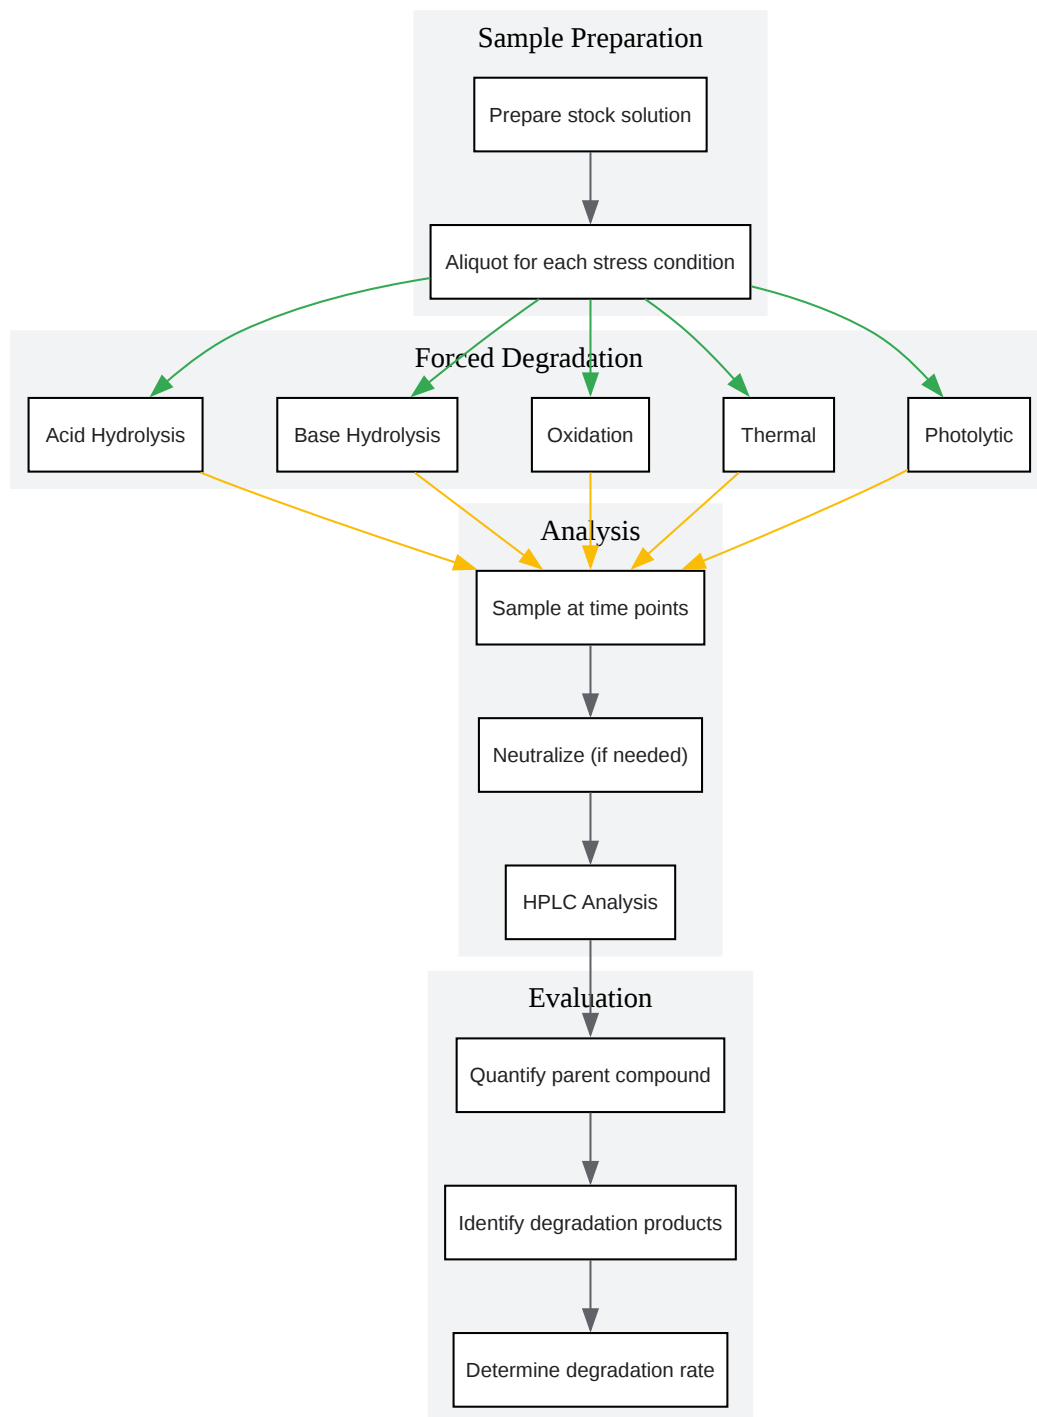 Sample Preparation
Prepare stock solution
Aliquot for each stress condition
Forced Degradation
Acid Hydrolysis
Base Hydrolysis
Oxidation
Thermal
Photolytic
Analysis
Sample at time points
Neutralize (if needed)
HPLC Analysis
Evaluation
Quantify parent compound
Identify degradation products
Determine degradation rate